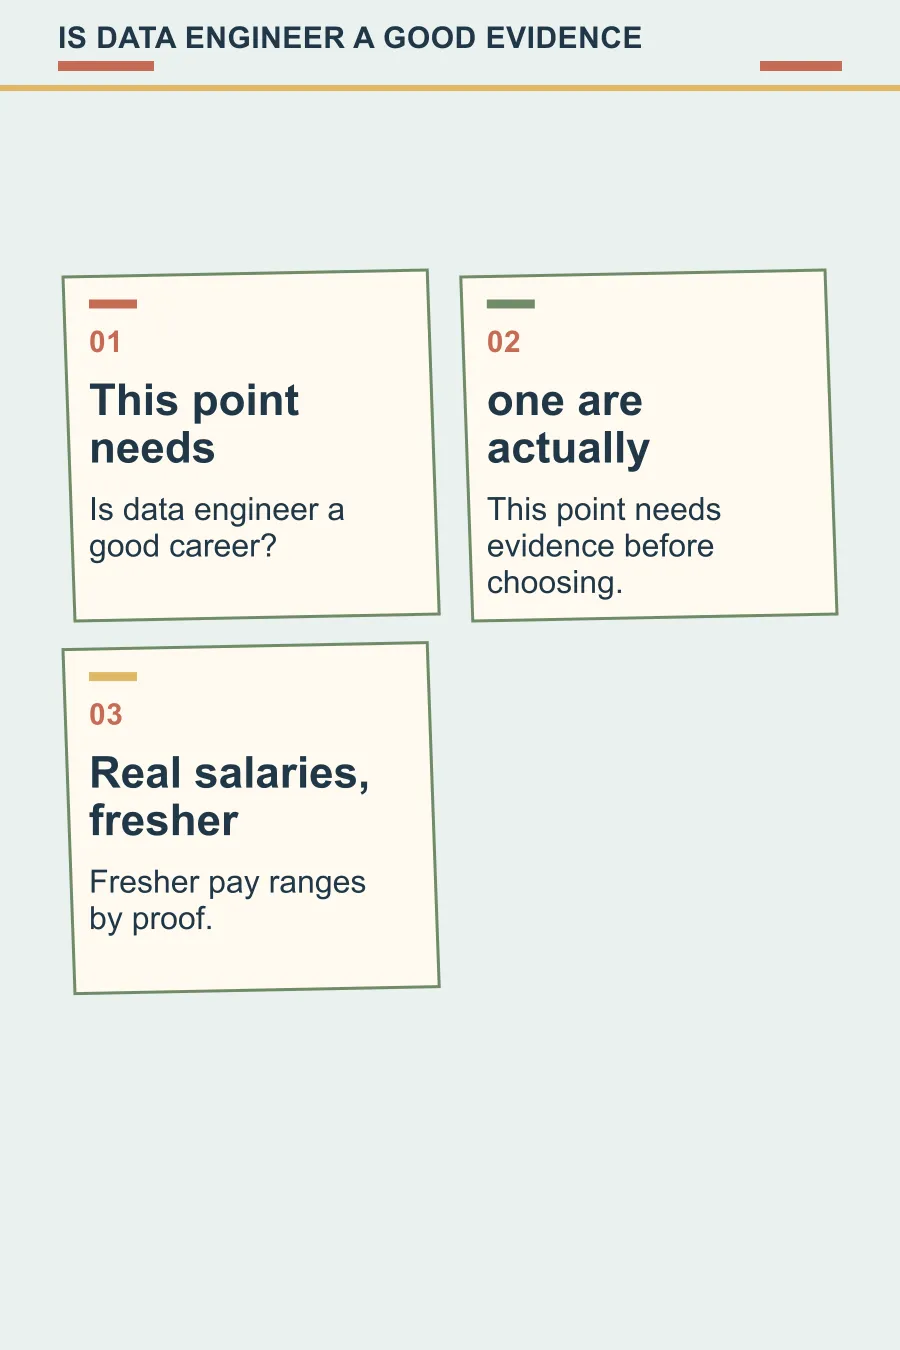 IS DATA ENGINEER A GOOD EVIDENCE
01
This point
needs
Is data engineer a
good career?
02
one are
actually
This point needs
evidence before
choosing.
03
Real salaries,
fresher
Fresher pay ranges
by proof.